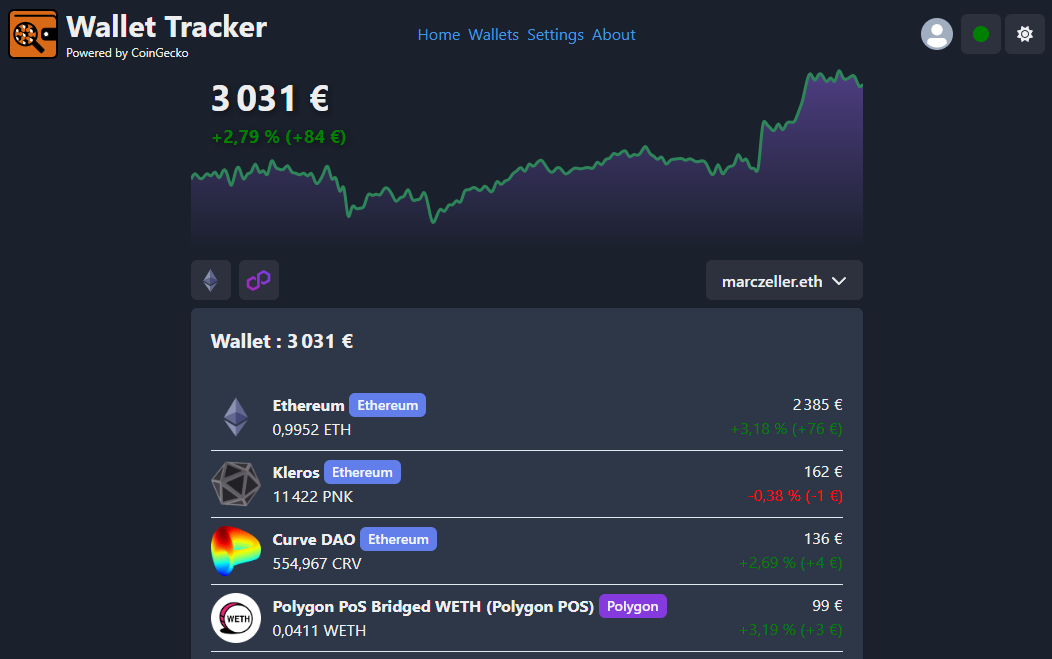 Wallet Tracker
Powered by CoinGecko
Home Wallets Settings About
3 031 €
+2,79 % (+84 €)
marczeller.eth
Wallet : 3 031 €
Ethereum Ethereum
2 385 €
0,9952 ETH
+3,18 % (+76 €)
Kleros Ethereum
162 €
11 422 PNK
-0,38 % (-1 €)
Curve DAO Ethereum
136 €
554,967 CRV
+2,69 % (+4 €)
WETH
Polygon PoS Bridged WETH (Polygon POS) Polygon
99 €
0,0411 WETH
+3,19 % (+3 €)